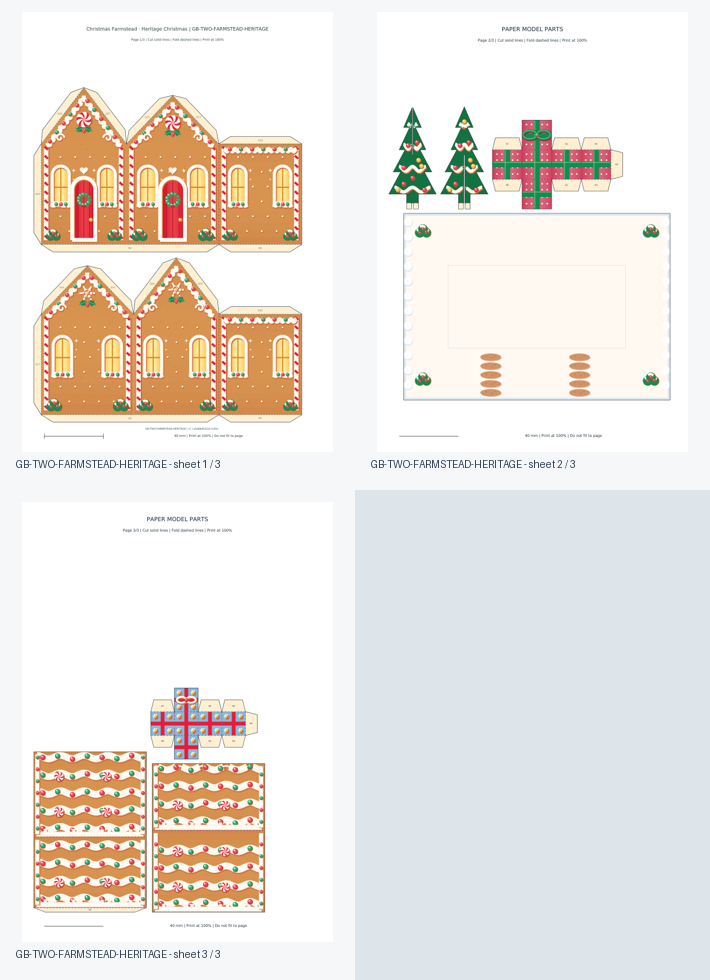 Christmas Farmstead · Heritage Christmas | GB-TWO-FARMSTEAD-HERITAGE
Page 1/3 | Cut solid lines | Fold dashed lines | Print at 100%
40 mm | Print at 100% | Do not fit to page
GB-TWO-FARMSTEAD-HERITAGE - sheet 1 / 3
PAPER MODEL PARTS
Page 2/3 | Cut solid lines | Fold dashed lines | Print at 100%
40 mm | Print at 100% | Do not fit to page
GB-TWO-FARMSTEAD-HERITAGE - sheet 2 / 3
PAPER MODEL PARTS
Page 3/3 | Cut solid lines | Fold dashed lines | Print at 100%
40 mm | Print at 100% | Do not fit to page
GB-TWO-FARMSTEAD-HERITAGE - sheet 3 / 3